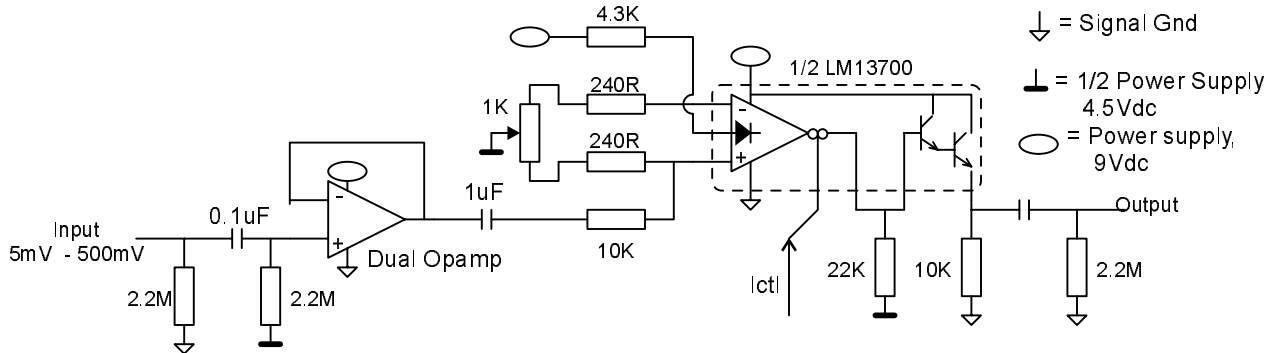 4.3K
= Signal Gnd
1/2 LM13700
= 1/2 Power Supply
4.5Vdc
240R
1K
-
240R
+
= Power supply,
9Vdc
1uF
-
Input
5mV - 500mV
0.1uF
+
10K
Dual Opamp
Output
2.2M
2.2M
Ictl
22K
10K
2.2M